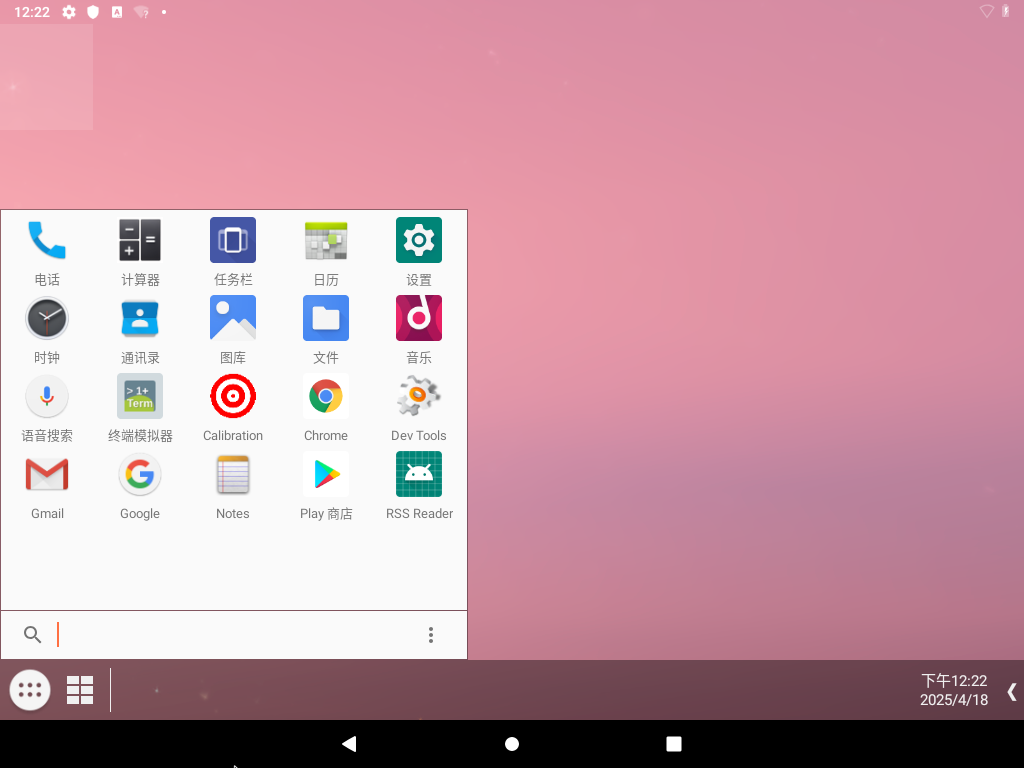 12:22
电话 计算器 任务栏 日历 设置
时钟 通讯录 图库 文件 音乐
语音搜索 终端模拟器 Calibration Chrome Dev Tools
Gmail Google Notes Play 商店 RSS Reader
下午12:22
2025/4/18